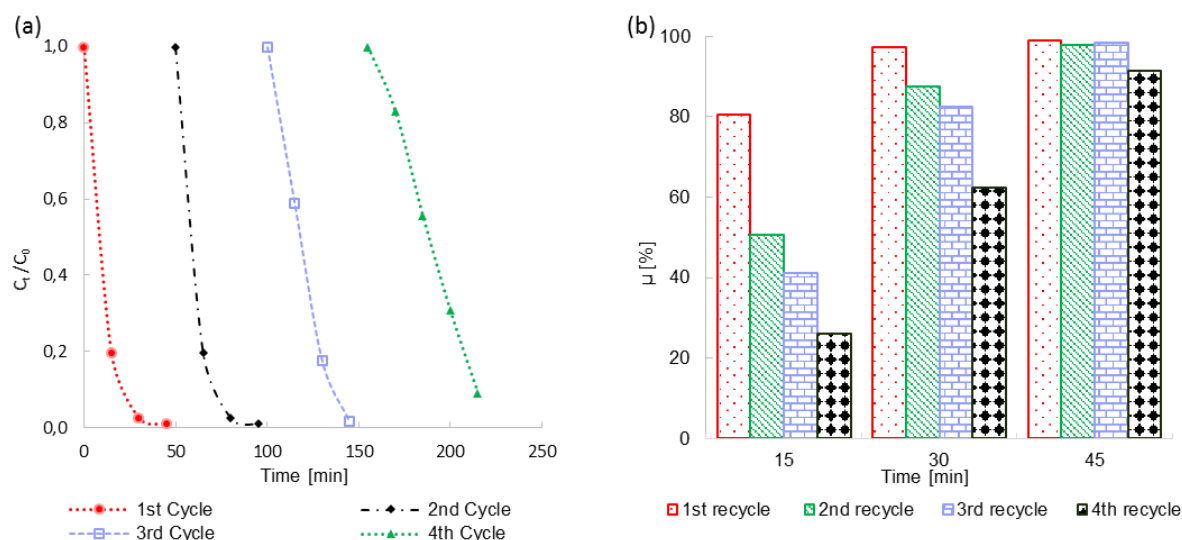 (a)
1,0
0,8
0,6
0,4
0,2
0,0
Ct /C0
0 50 100 150 200 250
Time [min]
1st Cycle 2nd Cycle
3rd Cycle 4th Cycle
(b)
100
80
60
40
20
0
µ [%]
15 30 45
Time [min]
1st recycle 2nd recycle 3rd recycle 4th recycle